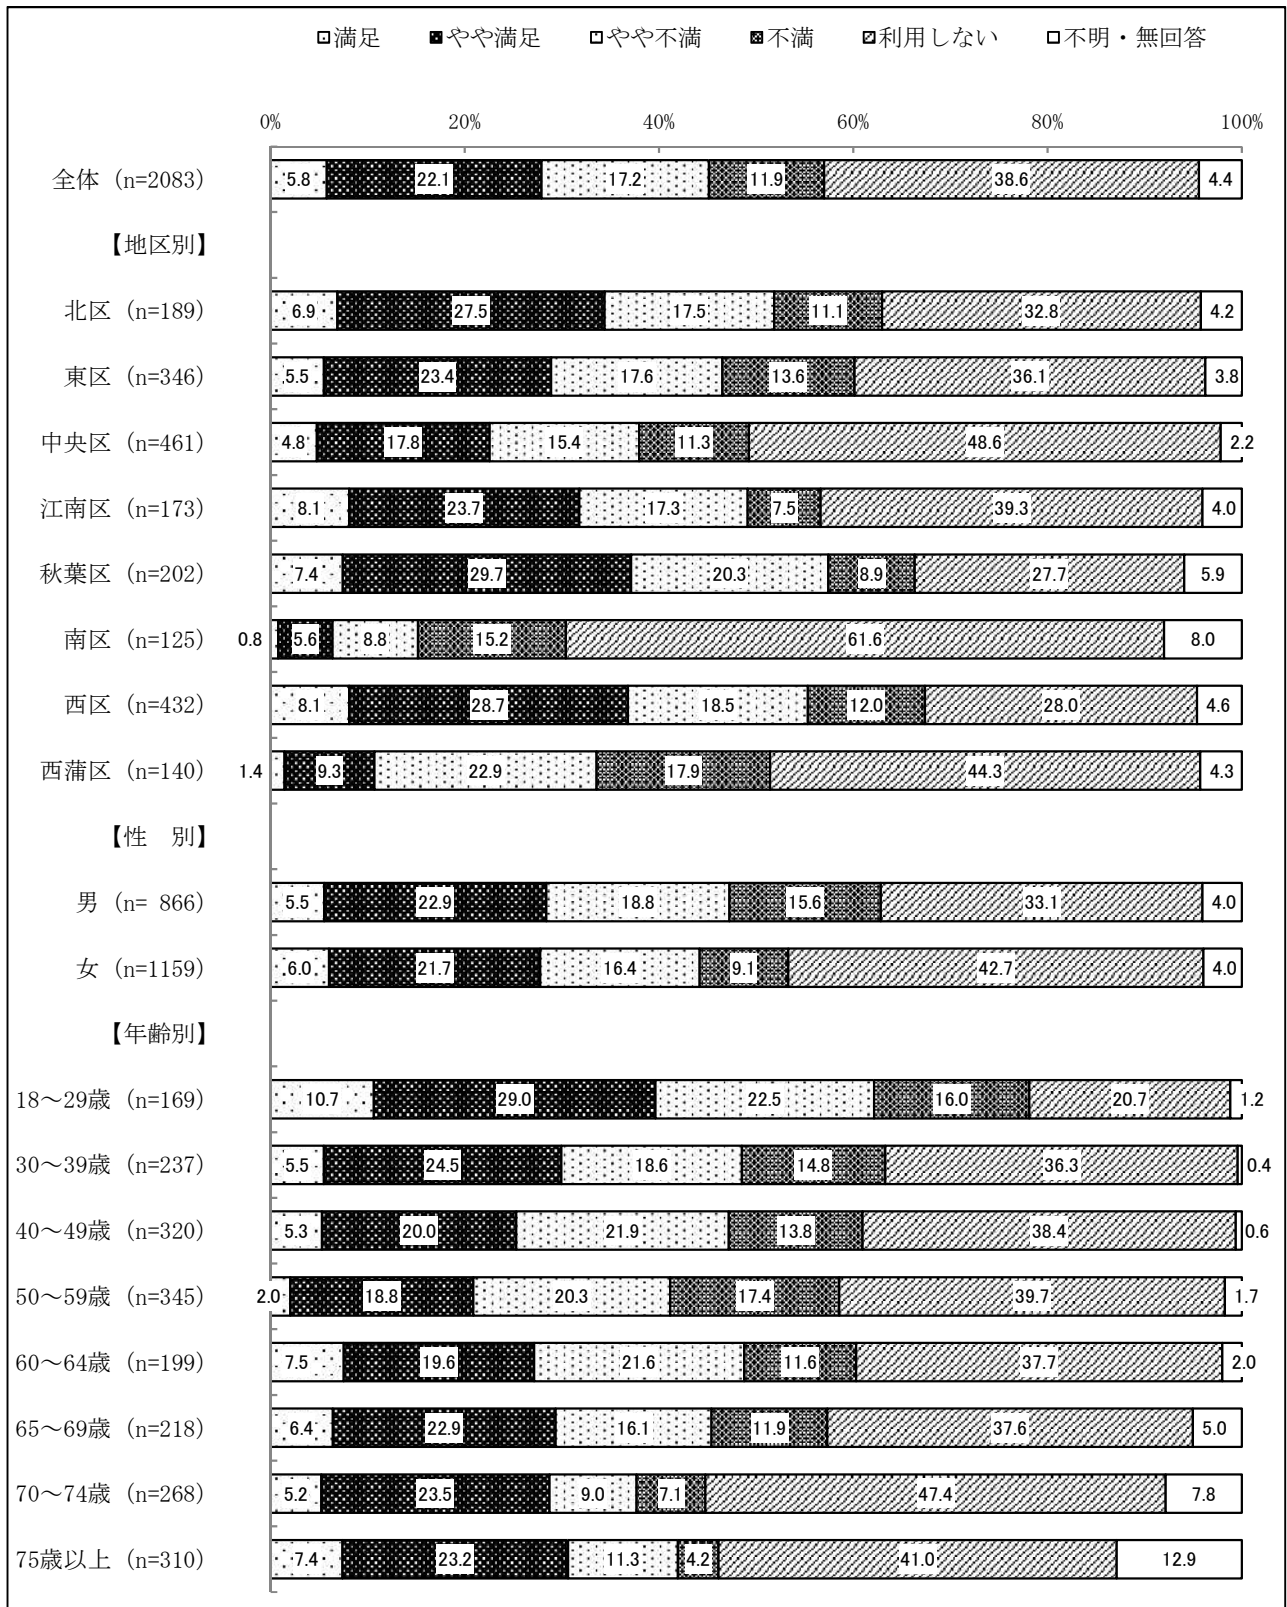 満足 やや満足 やや不満 不満 利用しない 不明・無回答
0% 20% 40% 60% 80% 100%
全体 (n=2083) 5.8 22.1 17.2 11.9 38.6 4.4
【地区別】
北区 (n=189) 6.9 27.5 17.5 11.1 32.8 4.2
東区 (n=346) 5.5 23.4 17.6 13.6 36.1 3.8
中央区 (n=461) 4.8 17.8 15.4 11.3 48.6 2.2
江南区 (n=173) 8.1 23.7 17.3 7.5 39.3 4.0
秋葉区 (n=202) 7.4 29.7 20.3 8.9 27.7 5.9
南区 (n=125) 0.8 5.6 8.8 15.2 61.6 8.0
西区 (n=432) 8.1 28.7 18.5 12.0 28.0 4.6
西蒲区 (n=140) 1.4 9.3 22.9 17.9 44.3 4.3
【性　別】
男 (n= 866) 5.5 22.9 18.8 15.6 33.1 4.0
女 (n=1159) 6.0 21.7 16.4 9.1 42.7 4.0
【年齢別】
18～29歳 (n=169) 10.7 29.0 22.5 16.0 20.7 1.2
30～39歳 (n=237) 5.5 24.5 18.6 14.8 36.3 0.4
40～49歳 (n=320) 5.3 20.0 21.9 13.8 38.4 0.6
50～59歳 (n=345) 2.0 18.8 20.3 17.4 39.7 1.7
60～64歳 (n=199) 7.5 19.6 21.6 11.6 37.7 2.0
65～69歳 (n=218) 6.4 22.9 16.1 11.9 37.6 5.0
70～74歳 (n=268) 5.2 23.5 9.0 7.1 47.4 7.8
75歳以上 (n=310) 7.4 23.2 11.3 4.2 41.0 12.9